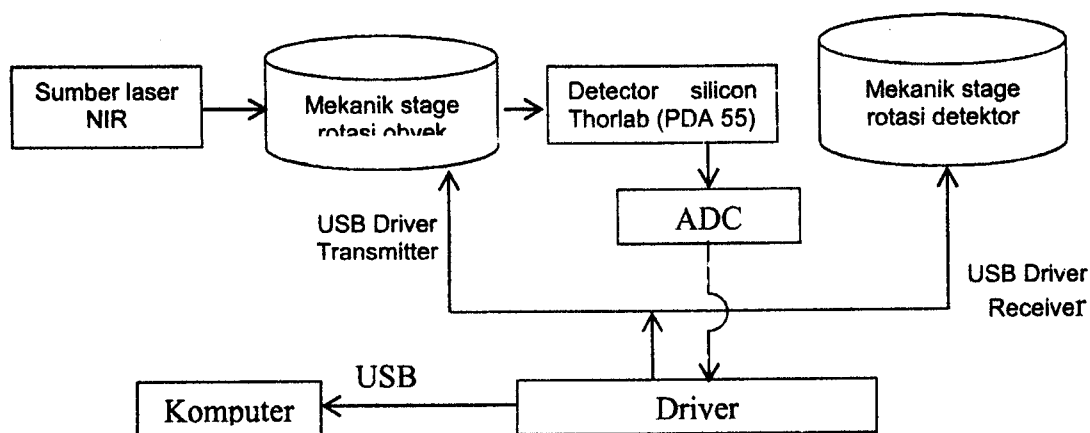 Sumber laser
NIR
Mekanik stage
rotasi obyek
Detector silicon
Thorlab (PDA 55)
Mekanik stage
rotasi detektor
USB Driver
Transmitter
ADC
USB Driver
Receiver
USB
Komputer
Driver